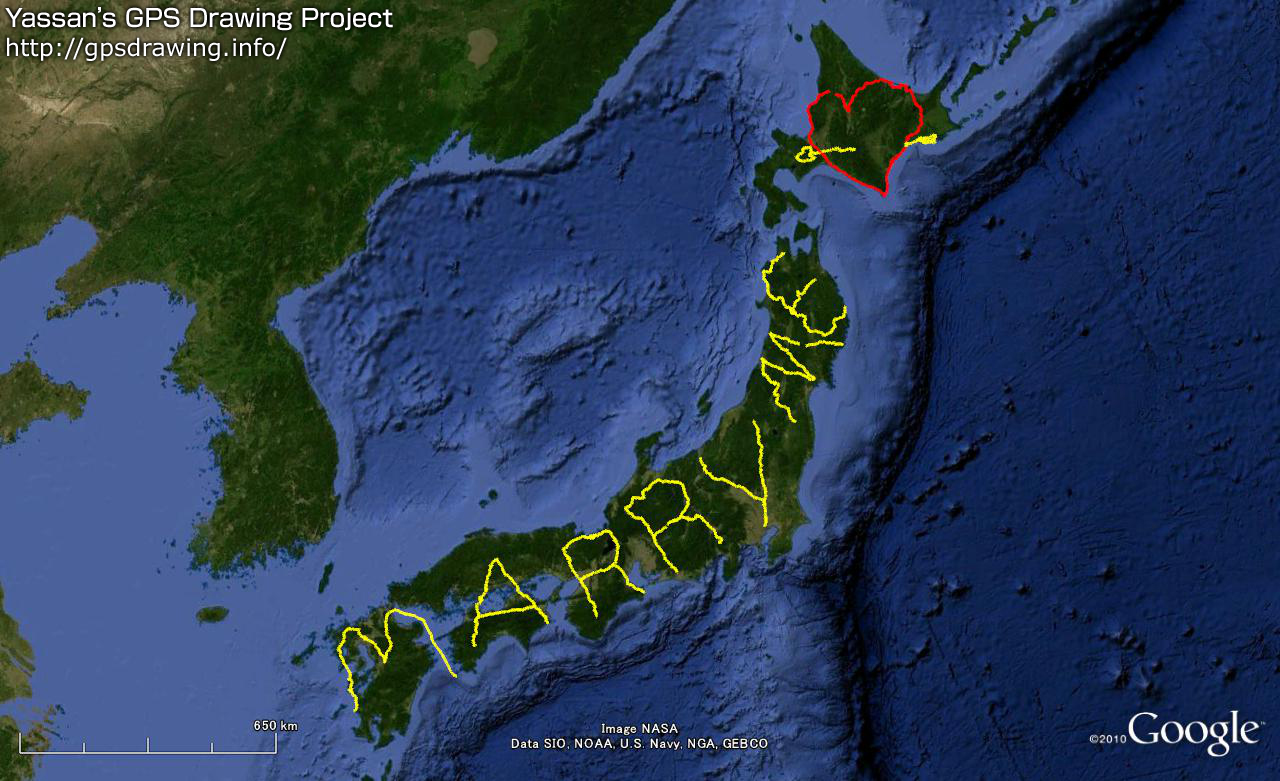 Yassan's GPS Drawing Project
http://gpsdrawing.info/
MARRY ME
650 km
Image NASA
Data SIO, NOAA, U.S. Navy, NGA, GEBCO
©2010 Google™